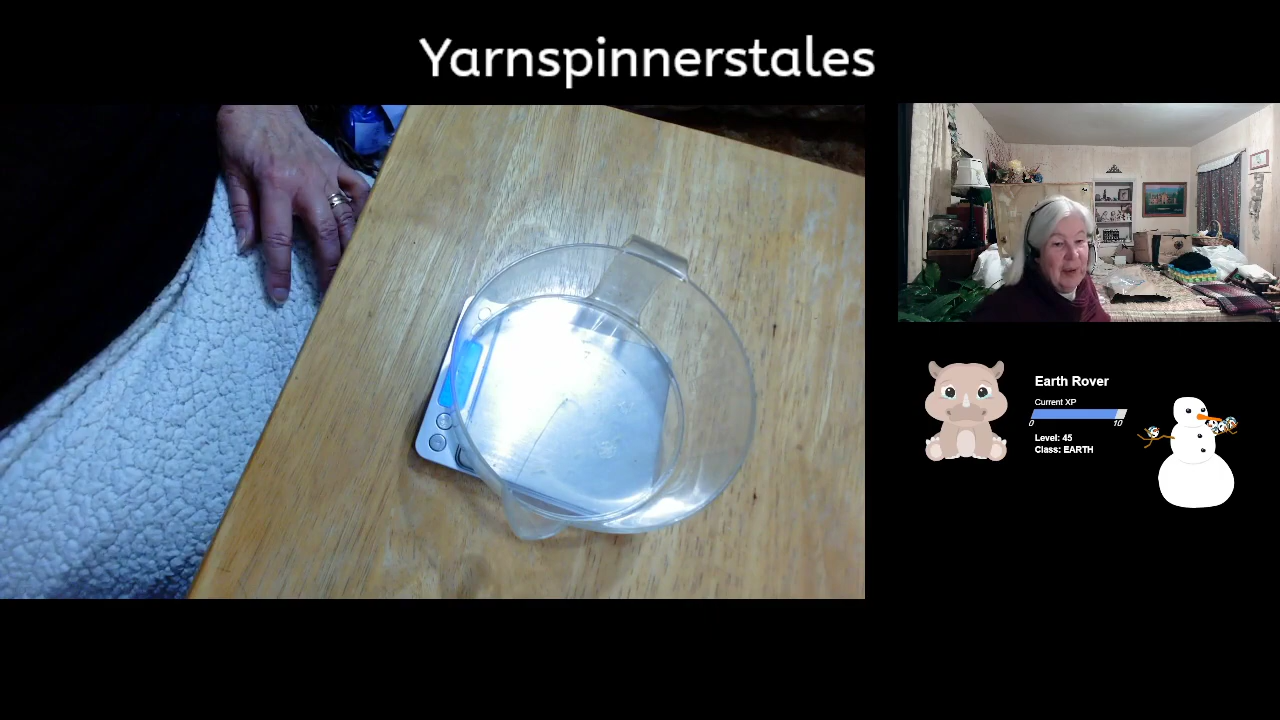 Yarnspinnerstales
Earth Rover
Current XP
0 10
Level: 45
Class: EARTH